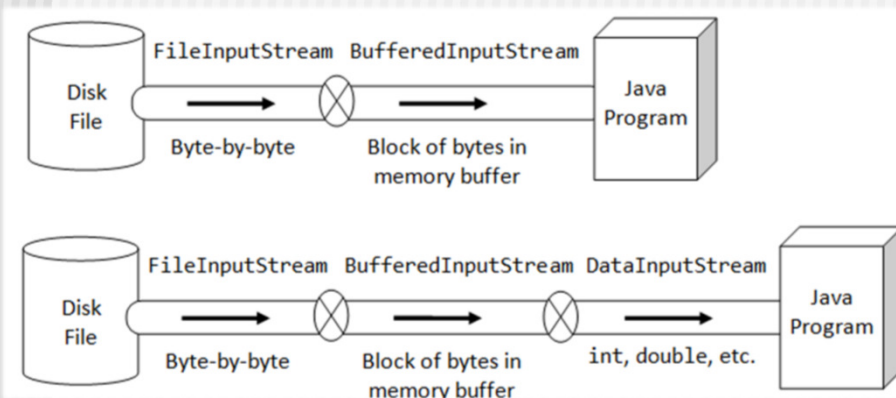 FileInputStream BufferedInputStream
Disk
File
Java
Program
Byte-by-byte
Block of bytes in
memory buffer
FileInputStream BufferedInputStream DataInputStream
Disk
File
Java
Program
Byte-by-byte
Block of bytes in
memory buffer
int, double, etc.